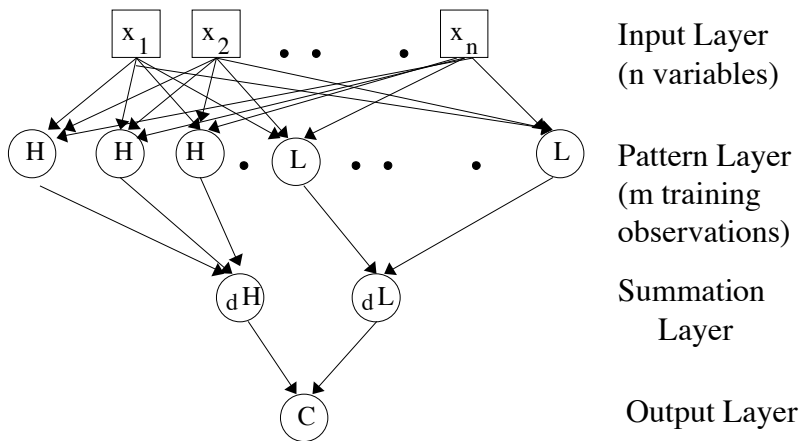 x1 x2 xn Input Layer
(n variables)
H H H L L Pattern Layer
(m training
observations)
dH dL Summation
Layer
C Output Layer